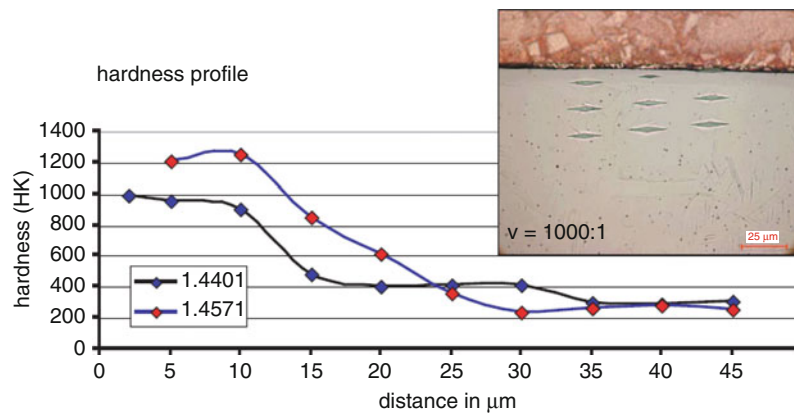 hardness profile
1400
1200
1000
800
600
400
200
0
hardness (HK)
1.4401
1.4571
0 5 10 15 20 25 30 35 40 45
distance in µm
v = 1000:1
25 µm